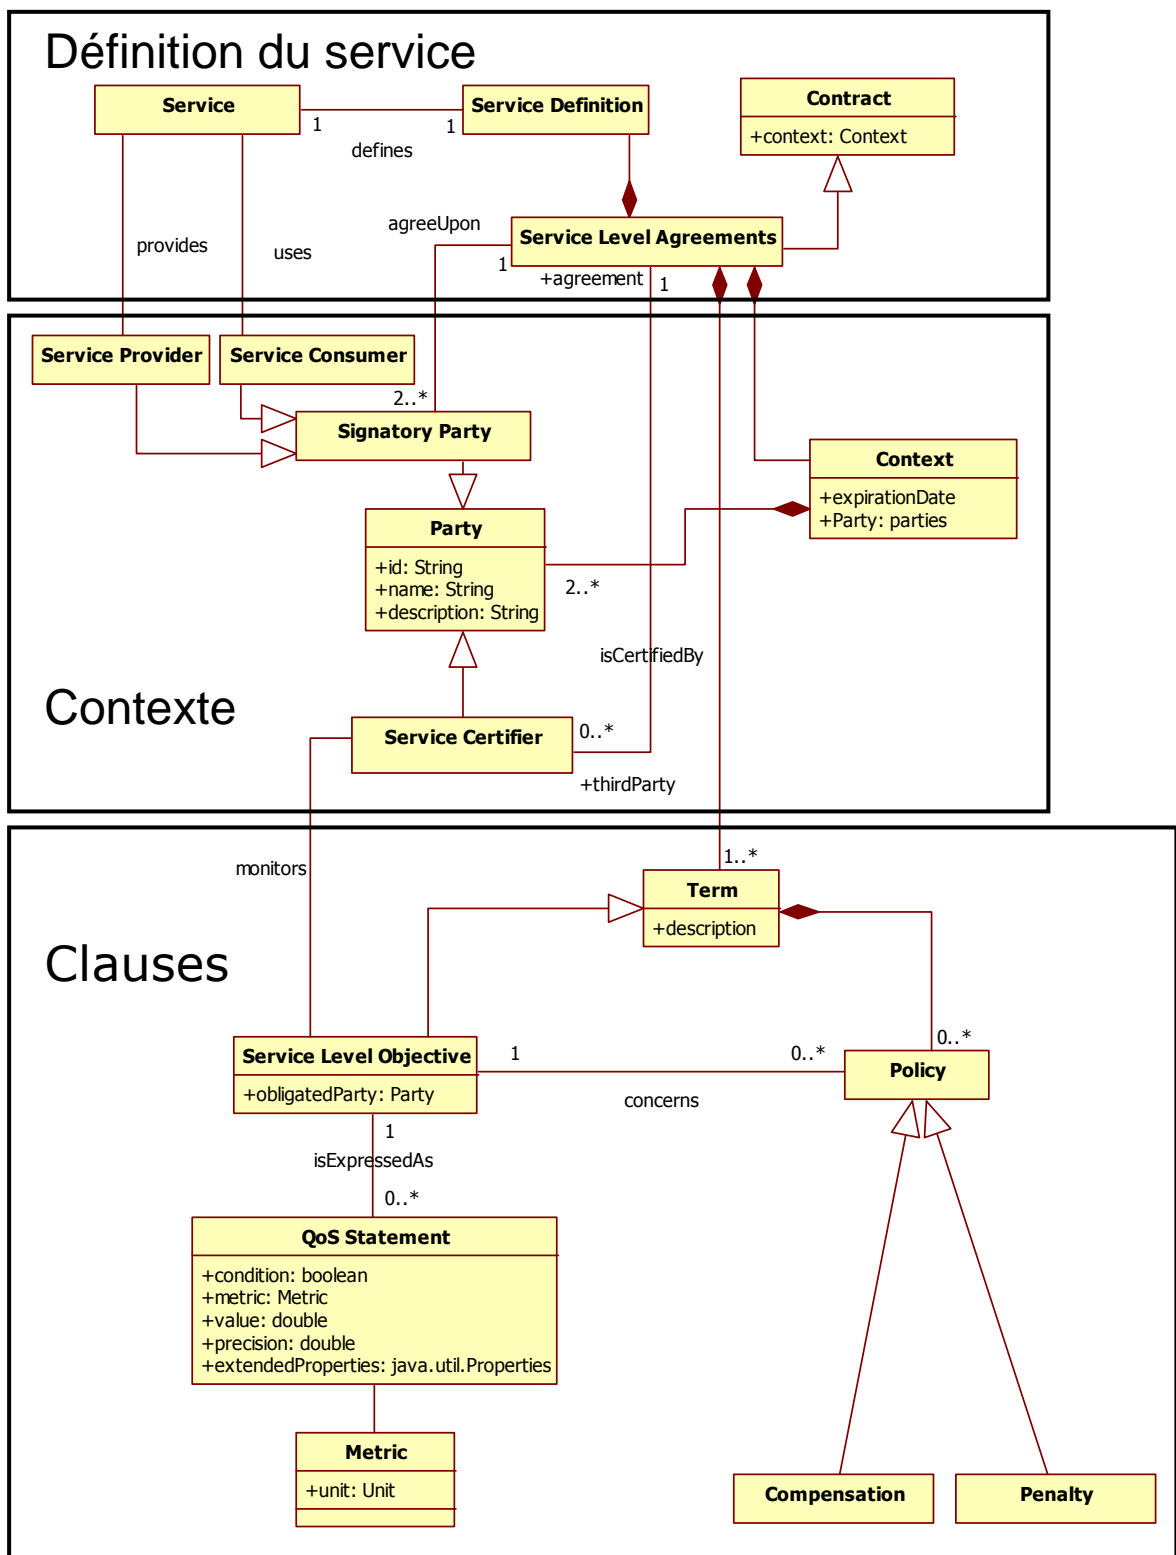 Définition du service
Service
Service Definition
Contract
+context: Context
1
1
defines
provides
uses
agreeUpon
Service Level Agreements
1
+agreement
1
Service Provider
Service Consumer
2..*
Signatory Party
Context
+expirationDate
+Party: parties
Party
+id: String
+name: String
+description: String
2..*
isCertifiedBy
Contexte
Service Certifier
0..*
+thirdParty
monitors
1..*
Term
+description
Clauses
Service Level Objective
+obligatedParty: Party
1
0..*
0..*
Policy
concerns
1
isExpressedAs
0..*
QoS Statement
+condition: boolean
+metric: Metric
+value: double
+precision: double
+extendedProperties: java.util.Properties
Metric
+unit: Unit
Compensation
Penalty